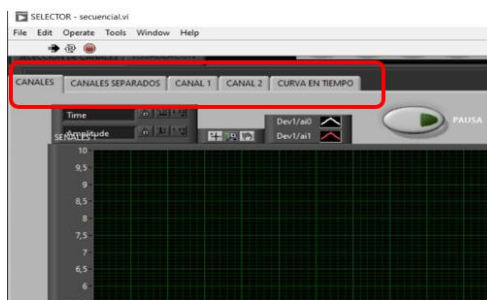 SELECTOR - secuencial.vi
File Edit Operate Tools Window Help
CANALES CANALES SEPARADOS CANAL 1 CANAL 2 CURVA EN TIEMPO
Time
Amplitude
Dev1/ai0
Dev1/ai1
PAUSA
10
9,5
9
8,5
8
7,5
7
6,5
6